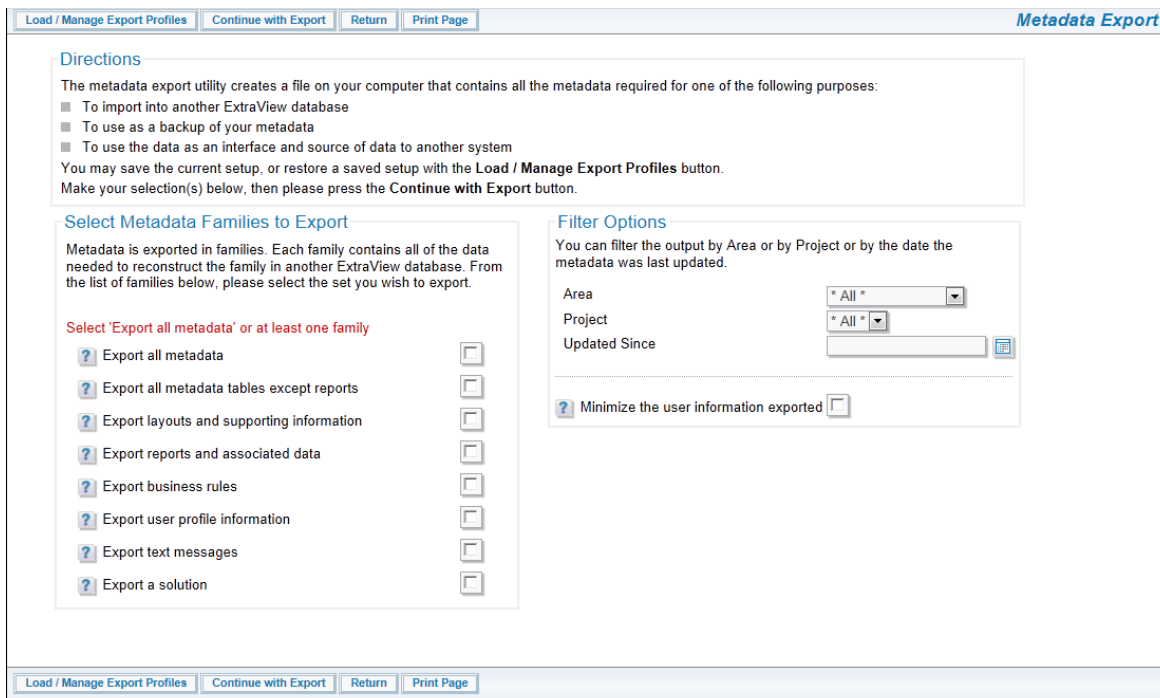 Load / Manage Export Profiles Continue with Export Return Print Page Metadata Export
Directions
The metadata export utility creates a file on your computer that contains all the metadata required for one of the following purposes:
To import into another ExtraView database
To use as a backup of your metadata
To use the data as an interface and source of data to another system
You may save the current setup, or restore a saved setup with the Load / Manage Export Profiles button.
Make your selection(s) below, then please press the Continue with Export button.
Select Metadata Families to Export
Metadata is exported in families. Each family contains all of the data
needed to reconstruct the family in another ExtraView database. From
the list of families below, please select the set you wish to export.
Select 'Export all metadata' or at least one family
? Export all metadata
? Export all metadata tables except reports
? Export layouts and supporting information
? Export reports and associated data
? Export business rules
? Export user profile information
? Export text messages
? Export a solution
Filter Options
You can filter the output by Area or by Project or by the date the
metadata was last updated.
Area * All *
Project * All *
Updated Since
? Minimize the user information exported
Load / Manage Export Profiles Continue with Export Return Print Page